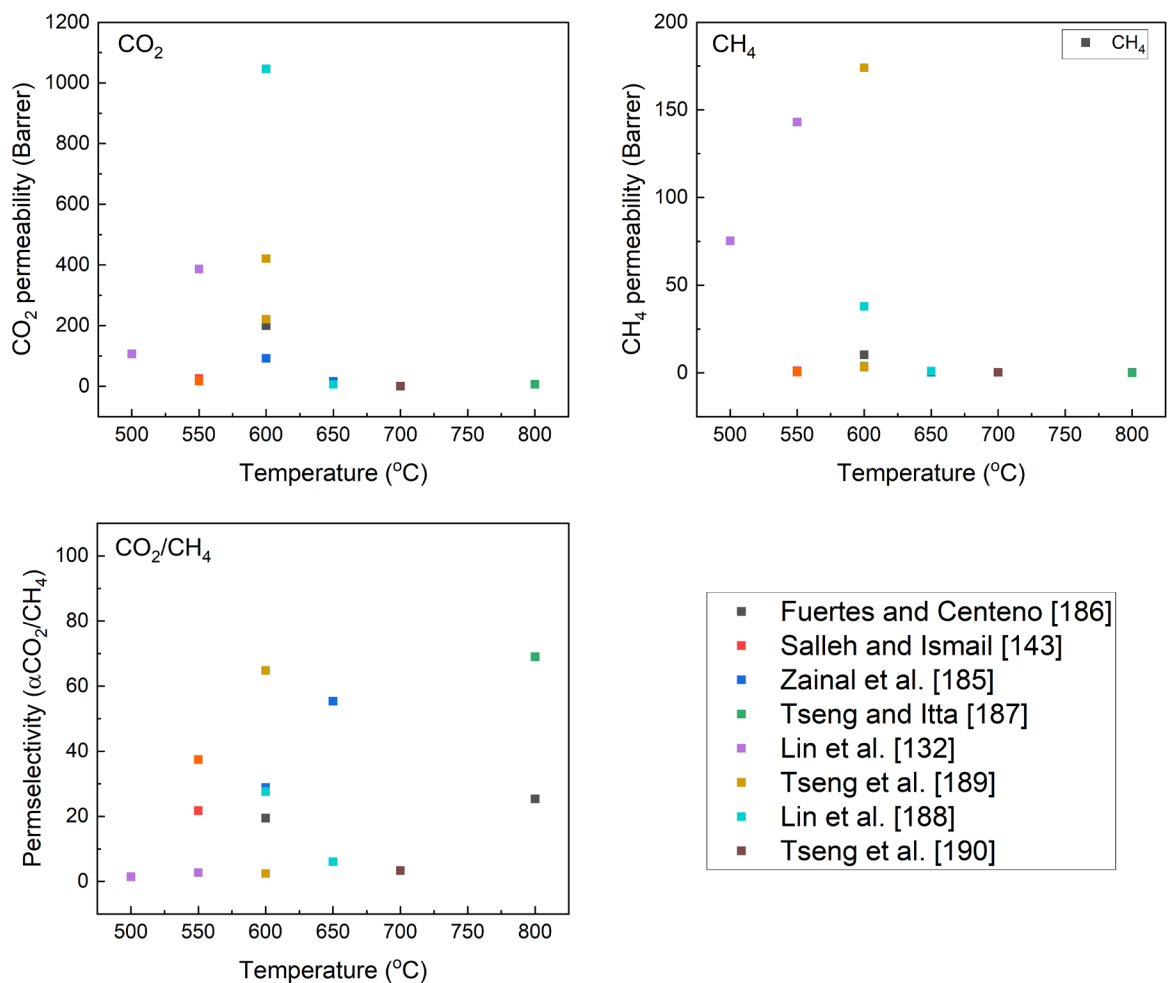 CO₂
1200
1000
800
600
400
200
0
CO₂ permeability (Barrer)
500 550 600 650 700 750 800
Temperature (°C)
CH₄
CH₄
200
150
100
50
0
CH₄ permeability (Barrer)
500 550 600 650 700 750 800
Temperature (°C)
CO₂/CH₄
100
80
60
40
20
0
Permselectivity (αCO₂/CH₄)
500 550 600 650 700 750 800
Temperature (°C)
Fuertes and Centeno [186]
Salleh and Ismail [143]
Zainal et al. [185]
Tseng and Itta [187]
Lin et al. [132]
Tseng et al. [189]
Lin et al. [188]
Tseng et al. [190]